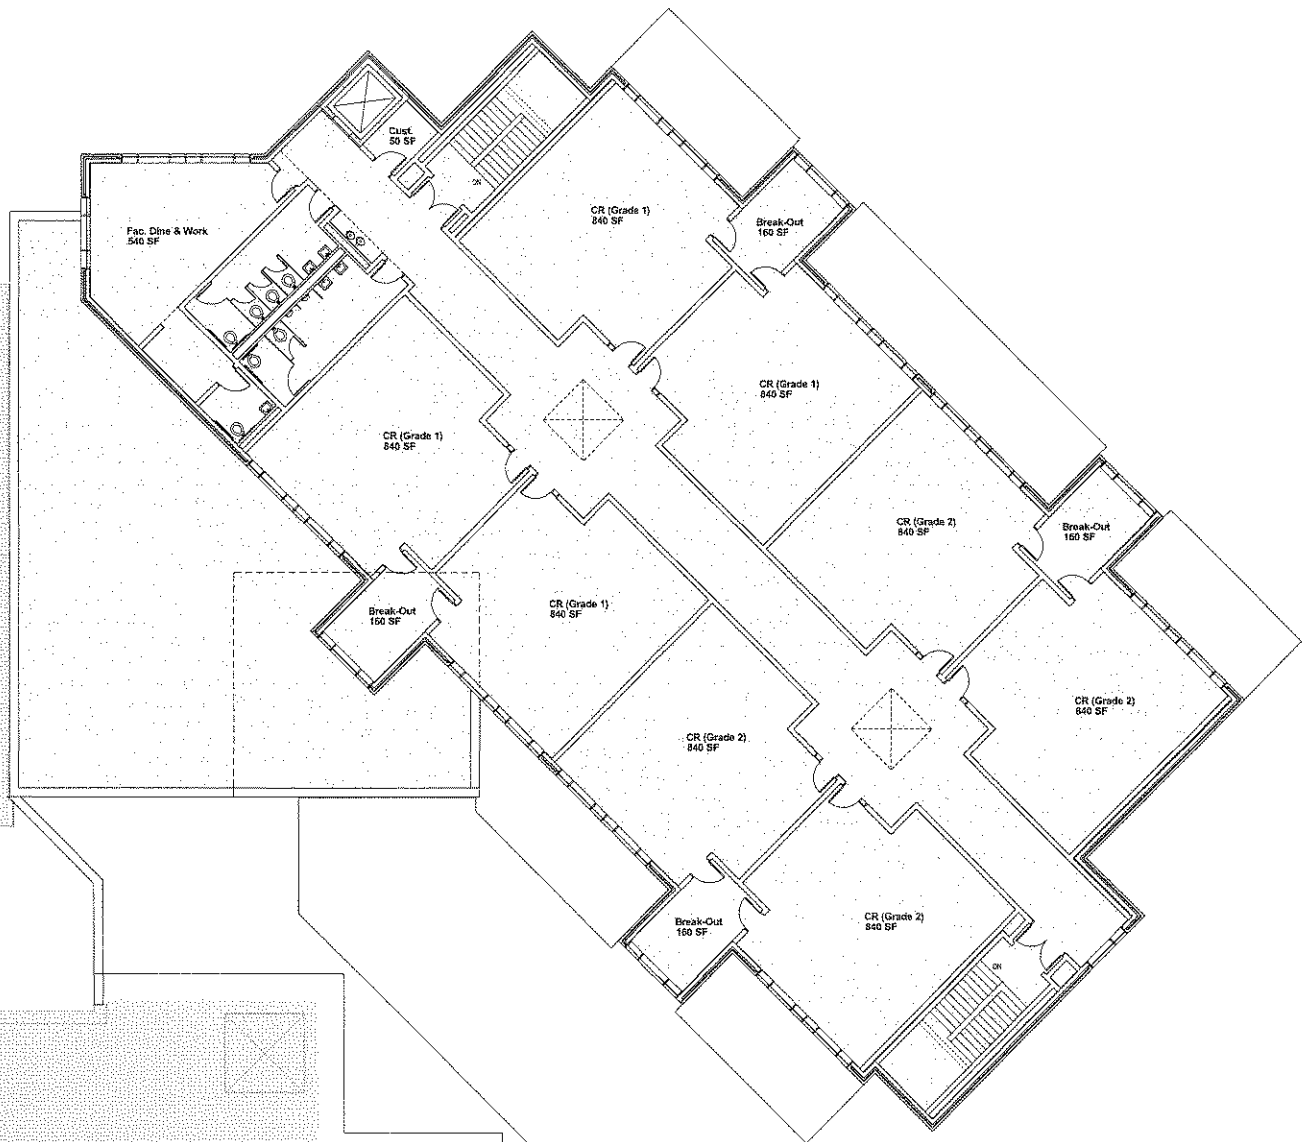 Cust.
50 SF
DN
CR (Grade 1)
840 SF
Break-Out
160 SF
Fac. Dine & Work
540 SF
CR (Grade 1)
840 SF
CR (Grade 1)
840 SF
CR (Grade 2)
840 SF
Break-Out
160 SF
CR (Grade 1)
840 SF
Break-Out
160 SF
CR (Grade 2)
840 SF
CR (Grade 2)
840 SF
CR (Grade 2)
840 SF
Break-Out
160 SF
DN